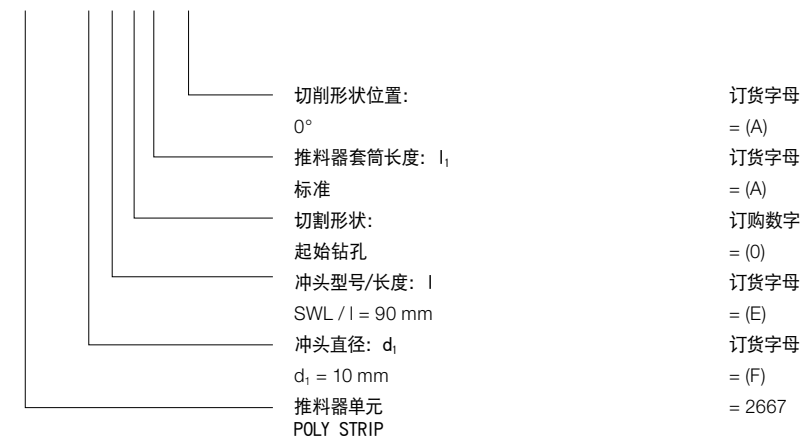 切削形状位置: 订货字母
0° = (A)
推料器套筒长度: l₁ 订货字母
标准 = (A)
切割形状: 订购数字
起始钻孔 = (0)
冲头型号/长度: l 订货字母
SWL / l = 90 mm = (E)
冲头直径: d₁ 订货字母
d₁ = 10 mm = (F)
推料器单元 = 2667
POLY STRIP